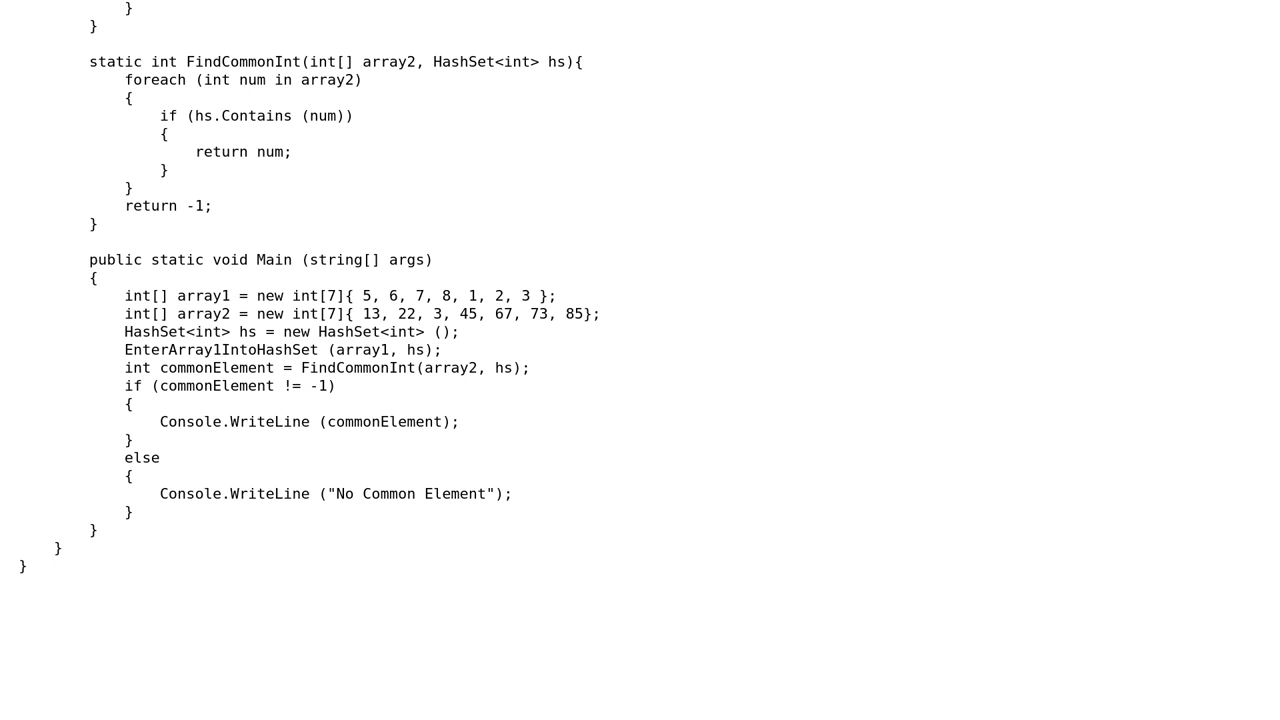 }
        }

        static int FindCommonInt(int[] array2, HashSet<int> hs){
            foreach (int num in array2)
            {
                if (hs.Contains (num))
                {
                    return num;
                }
            }
            return -1;
        }

        public static void Main (string[] args)
        {
            int[] array1 = new int[7]{ 5, 6, 7, 8, 1, 2, 3 };
            int[] array2 = new int[7]{ 13, 22, 3, 45, 67, 73, 85};
            HashSet<int> hs = new HashSet<int> ();
            EnterArray1IntoHashSet (array1, hs);
            int commonElement = FindCommonInt(array2, hs);
            if (commonElement != -1)
            {
                Console.WriteLine (commonElement);
            }
            else
            {
                Console.WriteLine ("No Common Element");
            }
        }
    }
}